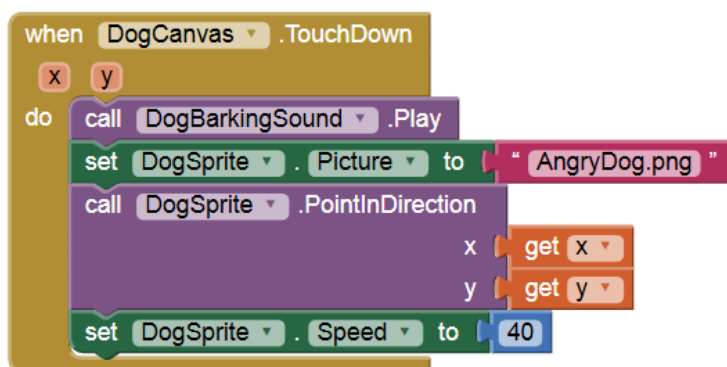 when DogCanvas .TouchDown
x y
do call DogBarkingSound .Play
set DogSprite . Picture to " AngryDog.png "
call DogSprite .PointInDirection
x get x
y get y
set DogSprite . Speed to 40